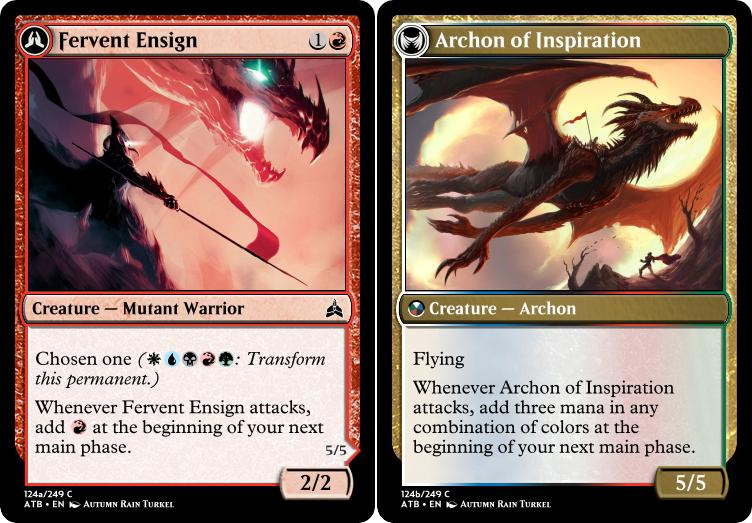 Fervent Ensign 1
Creature — Mutant Warrior
Chosen one ( : Transform
this permanent.)
Whenever Fervent Ensign attacks,
add at the beginning of your next
main phase.
5/5
2/2
124a/249 C
ATB • EN AUTUMN RAIN TURKEL
Archon of Inspiration
Creature — Archon
Flying
Whenever Archon of Inspiration
attacks, add three mana in any
combination of colors at the
beginning of your next main phase.
5/5
124b/249 C
ATB • EN AUTUMN RAIN TURKEL